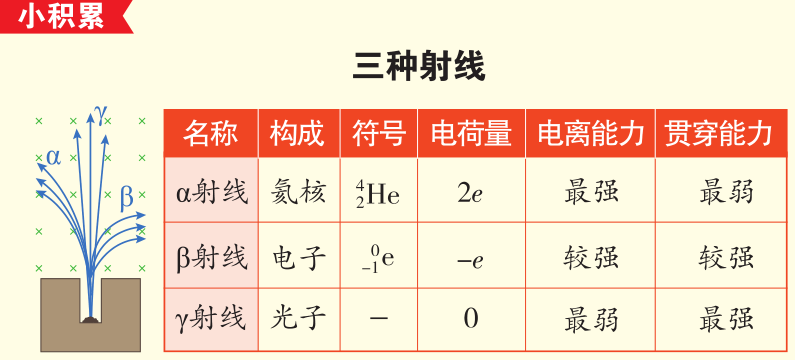 小积累
三种射线
γ
α
β
名称 构成 符号 电荷量 电离能力 贯穿能力
α射线 氦核 ⁴₂He 2e 最强 最弱
β射线 电子 ⁰₋₁e –e 较强 较强
γ射线 光子 – 0 最弱 最强